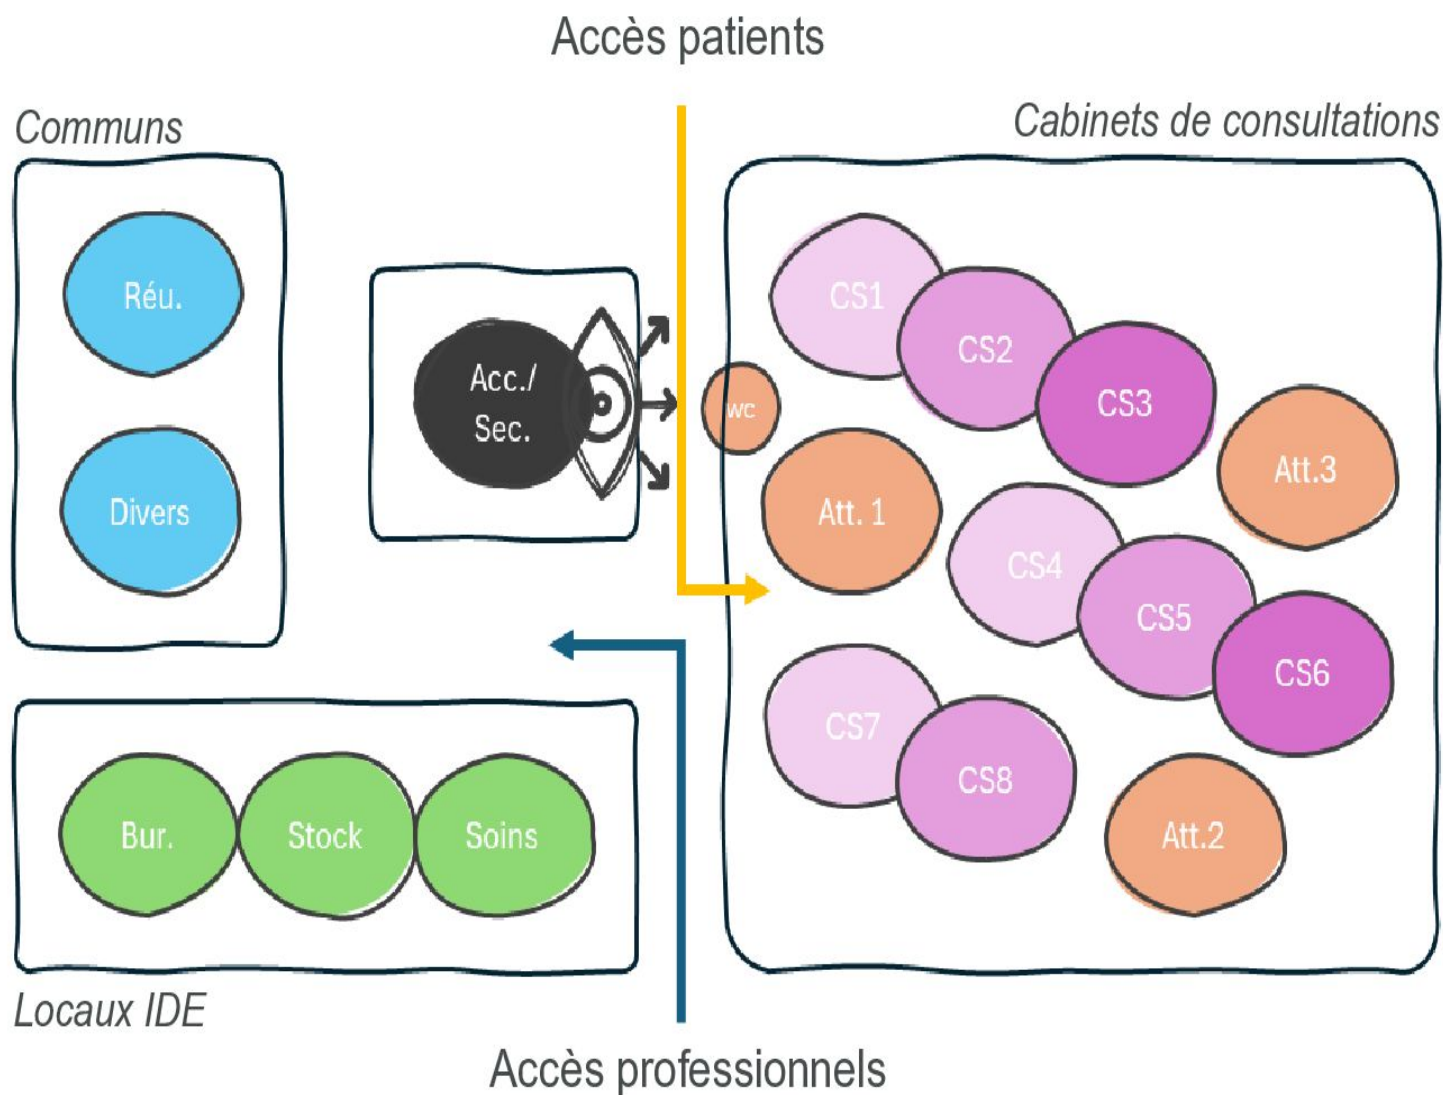 Accès patients
Communs
Cabinets de consultations
Réu.
CS1
CS2
Acc./
Sec.
CS3
wc
Att.3
Divers
Att. 1
CS4
CS5
CS6
CS7
CS8
Bur.
Stock
Soins
Att.2
Locaux IDE
Accès professionnels